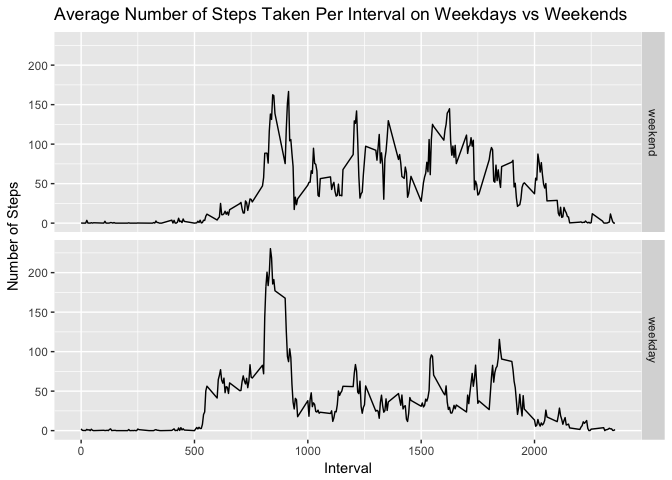 Average Number of Steps Taken Per Interval on Weekdays vs Weekends
Number of Steps
200
150
100
50
0
weekend
200
150
100
50
0
weekday
0 500 1000 1500 2000
Interval